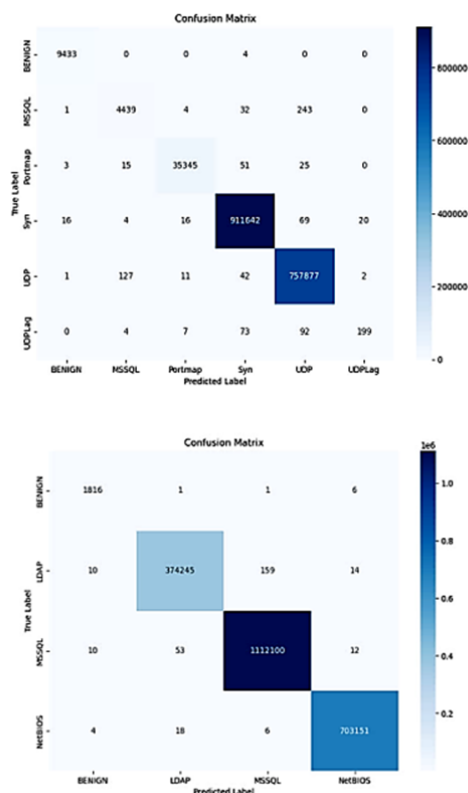 Confusion Matrix
BENIGN 9433 0 0 4 0 0
MSSQL 1 4439 4 32 243 0
Portmap 3 15 35345 51 25 0
Syn 16 4 16 911642 69 20
UDP 1 127 11 42 757877 2
UDPLag 0 4 7 73 92 199
True Label
BENIGN MSSQL Portmap Syn UDP UDPLag
Predicted Label
800000
600000
400000
200000
0
Confusion Matrix
1e6
BENIGN 1816 1 1 6
LDAP 10 374245 159 14
MSSQL 10 53 1112100 12
NetBIOS 4 18 6 703151
True Label
BENIGN LDAP MSSQL NetBIOS
Predicted Label
1.0
0.8
0.6
0.4
0.2